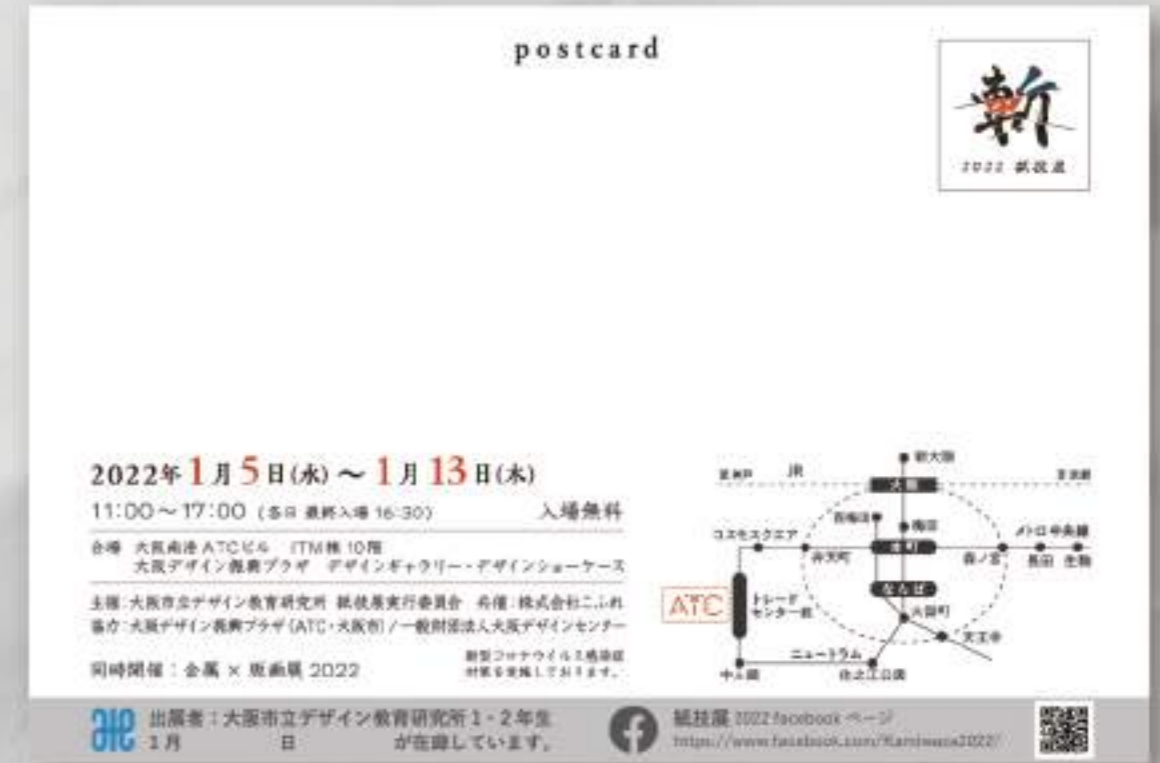 postcard
斬
2022 紙技展
2022年1月5日(水)～1月13日(木)
11:00～17:00 (各日 最終入場 16:30) 入場無料
会場 大阪南港ATCビル ITM棟10階
大阪デザイン振興プラザ デザインギャラリー・デザインショーケース
主催：大阪市立デザイン教育研究所 紙技展実行委員会 共催：株式会社こふれ
協力：大阪デザイン振興プラザ(ATC・大阪市)/一般財団法人大阪デザインセンター
同時開催：金属 × 版画展 2022
新型コロナウイルス感染症
対策を実施しております。
新大阪
JR
大阪
西梅田
梅田
コスモスクエア
弁天町
本町
森ノ宮
メトロ中央線
長田 生駒
なんば
ATC
トレード
センター前
大国町
天王寺
ニュートラム
中ふ頭
住之江公園
出展者：大阪市立デザイン教育研究所1・2年生
1月 日 が在廊しています。
紙技展 2022 facebook ページ
https://www.facebook.com/Kamiwaza2022/